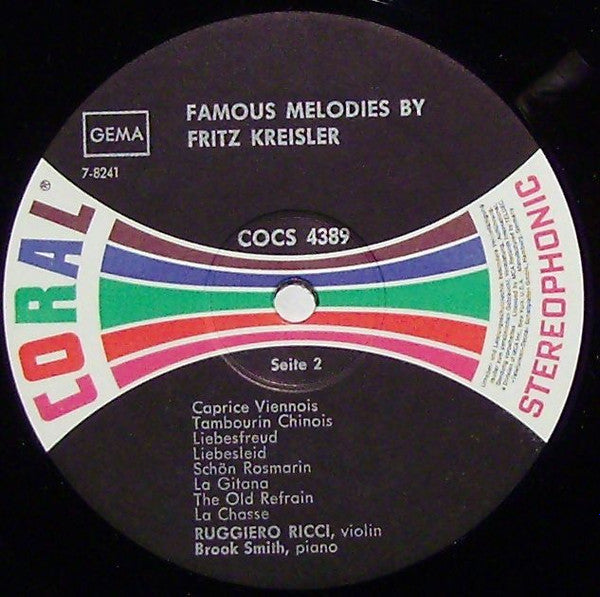 FAMOUS MELODIES BY
FRITZ KREISLER
GEMA
7-8241
CORAL®
COCS 4389
STEREOPHONIC
Seite 2
Caprice Viennois
Tambourin Chinois
Liebesfreud
Liebesleid
Schön Rosmarin
La Gitana
The Old Refrain
La Chasse
RUGGIERO RICCI, violin
Brook Smith, piano